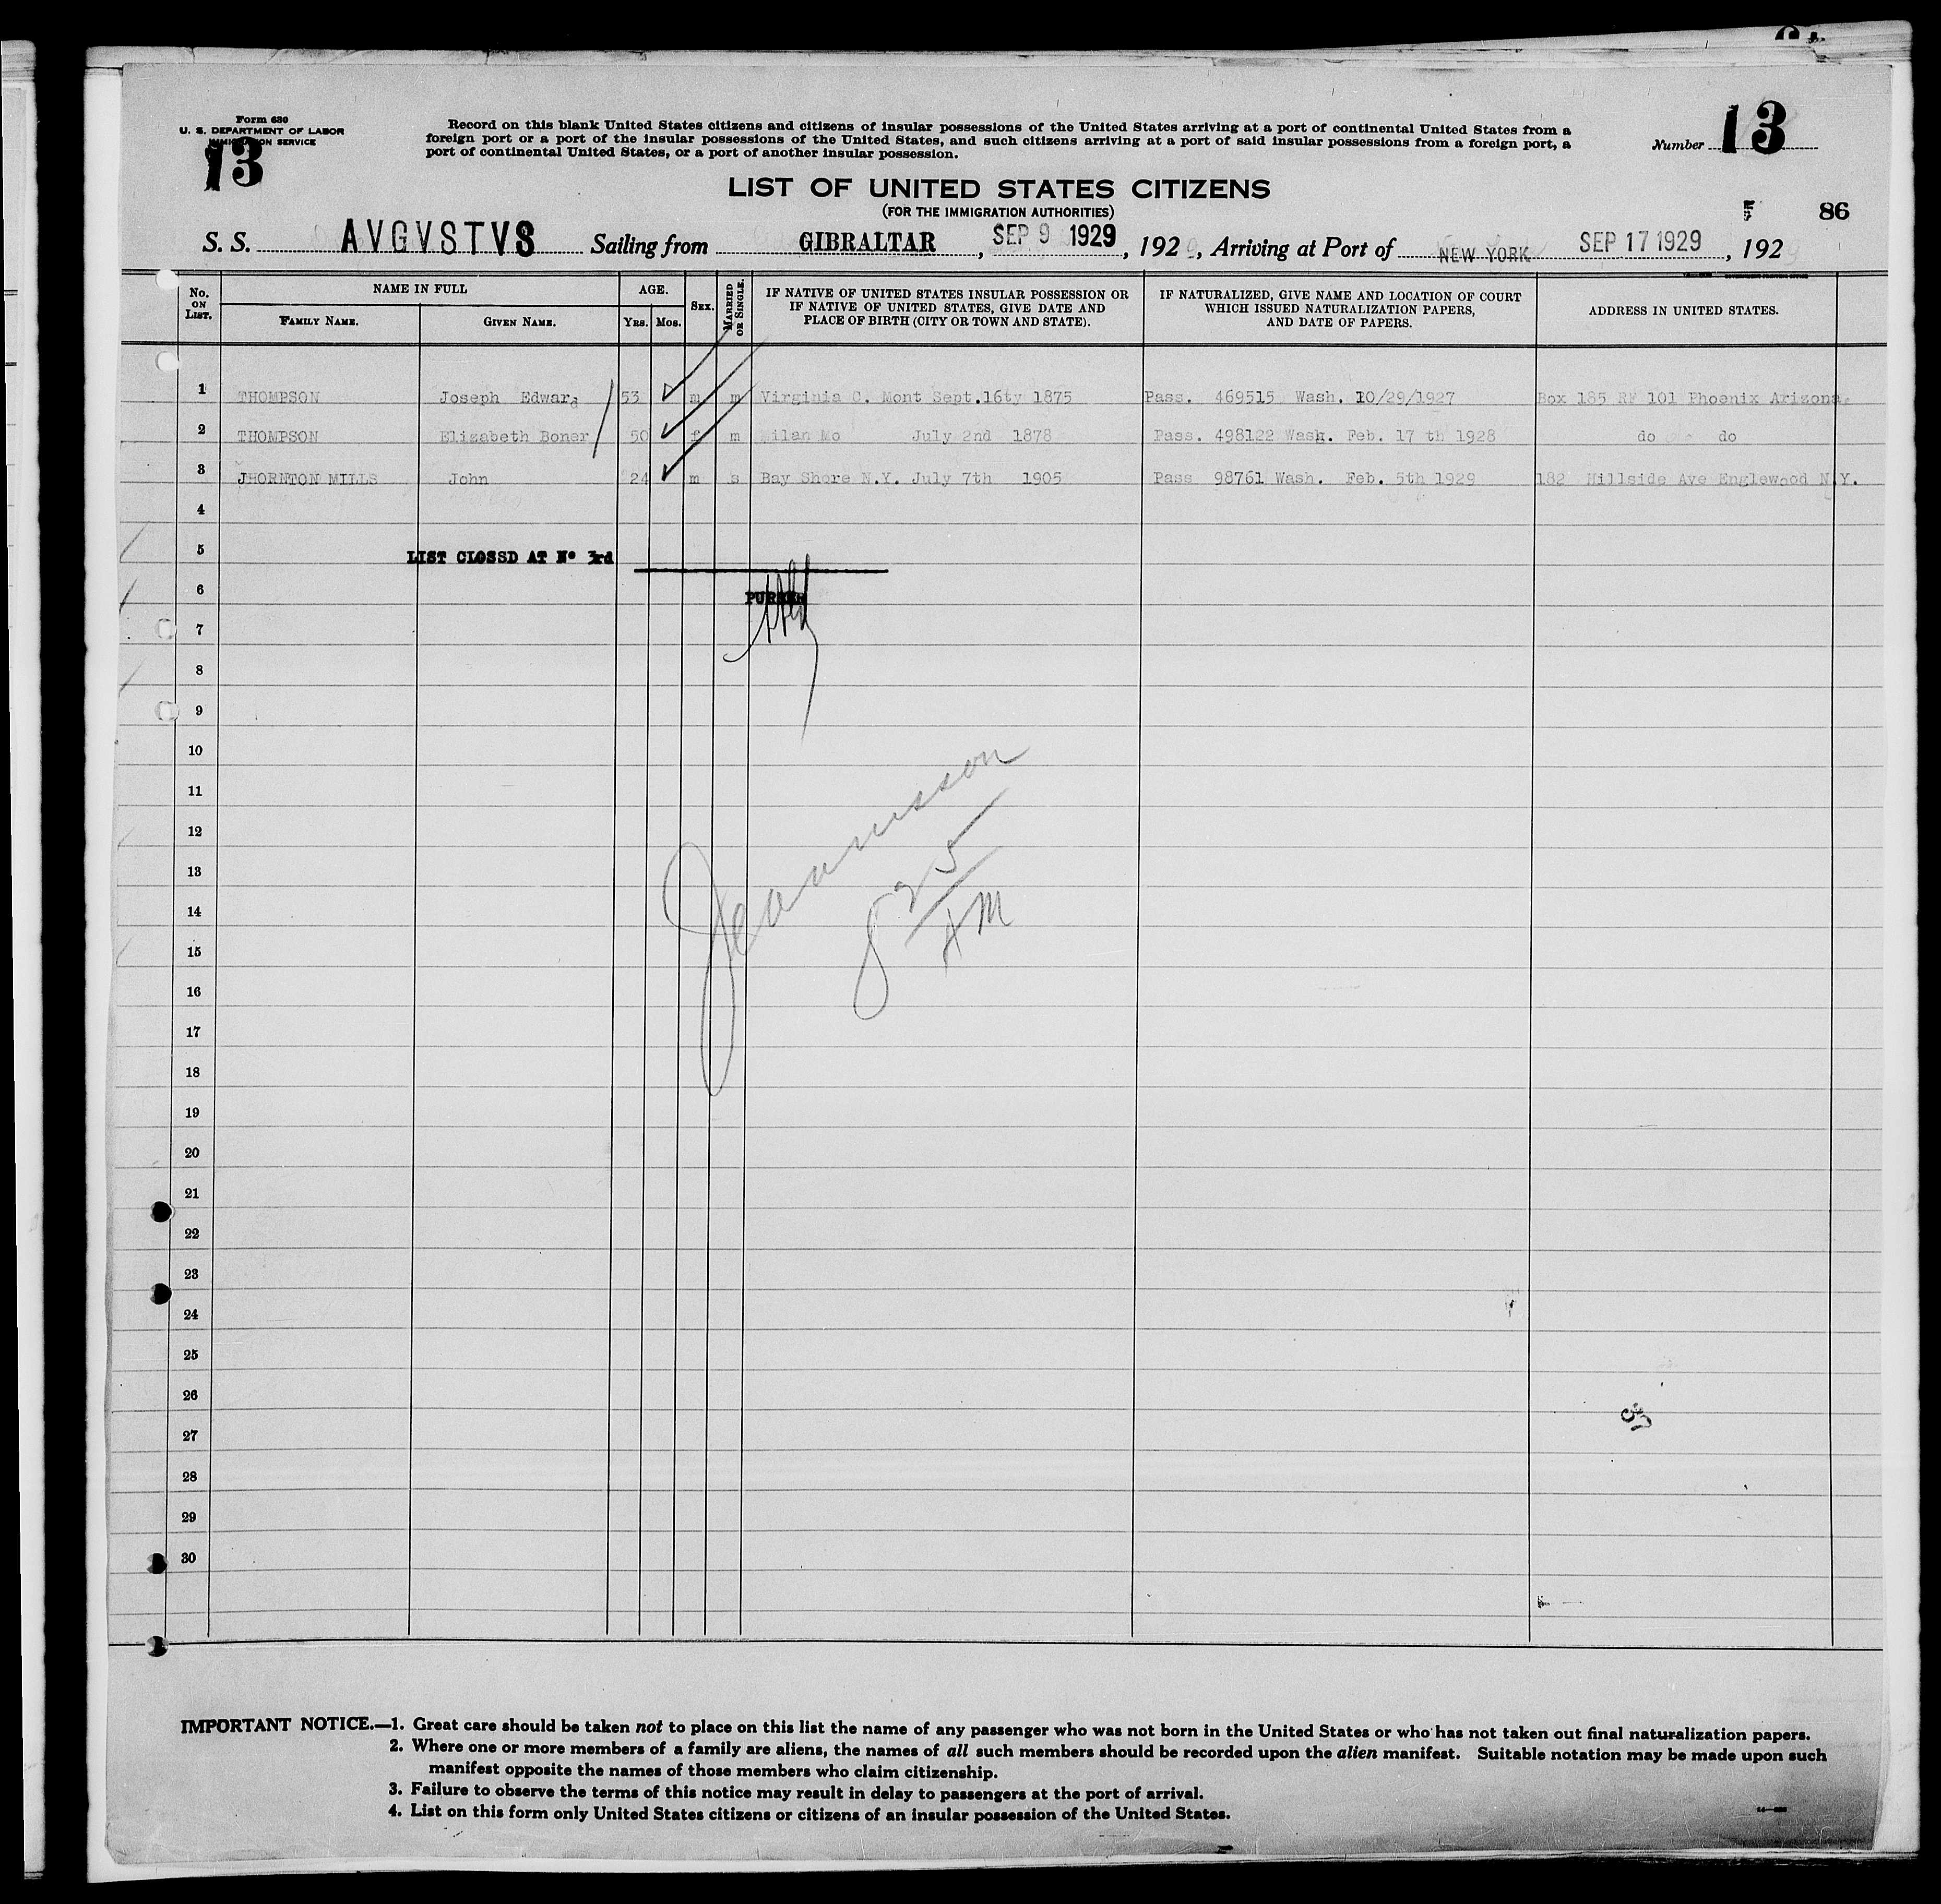 Form 630
U. S. DEPARTMENT OF LABOR
IMMIGRATION SERVICE
13
Record on this blank United States citizens and citizens of insular possessions of the United States arriving at a port of continental United States from a
foreign port or a port of the insular possessions of the United States, and such citizens arriving at a port of said insular possessions from a foreign port, a
port of continental United States, or a port of another insular possession.
Number 13
LIST OF UNITED STATES CITIZENS
(FOR THE IMMIGRATION AUTHORITIES)
86
S. S. AVGVSTVS Sailing from GIBRALTAR, SEP 9 1929, 192, Arriving at Port of NEW YORK SEP 17 1929, 192
No. ON LIST. NAME IN FULL AGE. SEX. MARRIED OR SINGLE. IF NATIVE OF UNITED STATES INSULAR POSSESSION OR IF NATIVE OF UNITED STATES, GIVE DATE AND PLACE OF BIRTH (CITY OR TOWN AND STATE). IF NATURALIZED, GIVE NAME AND LOCATION OF COURT WHICH ISSUED NATURALIZATION PAPERS, AND DATE OF PAPERS. ADDRESS IN UNITED STATES.
FAMILY NAME. GIVEN NAME. YRS. MOS.
1 THOMPSON Joseph Edward 53 m m Virginia C. Mont Sept.16ty 1875 Pass. 469515 Wash. 10/29/1927 Box 185 RF 101 Phoenix Arizona.
2 THOMPSON Elizabeth Boner 50 f m Milan Mo July 2nd 1878 Pass. 498122 Wash. Feb. 17 th 1928 do do
3 THORNTON MILLS John 24 m s Bay Shore N.Y. July 7th 1905 Pass 98761 Wash. Feb. 5th 1929 182 Hillside Ave Englewood N.Y.
4
5 LIST CLOSSD AT No 3rd
6 PURSER
7
8
9
10
11
12
13
14
15
16
17
18
19
20
21
22
23
24
25
26
27
28
29
30
8 25
AM
37
IMPORTANT NOTICE.—1. Great care should be taken not to place on this list the name of any passenger who was not born in the United States or who has not taken out final naturalization papers.
2. Where one or more members of a family are aliens, the names of all such members should be recorded upon the alien manifest. Suitable notation may be made upon such
manifest opposite the names of those members who claim citizenship.
3. Failure to observe the terms of this notice may result in delay to passengers at the port of arrival.
4. List on this form only United States citizens or citizens of an insular possession of the United States.